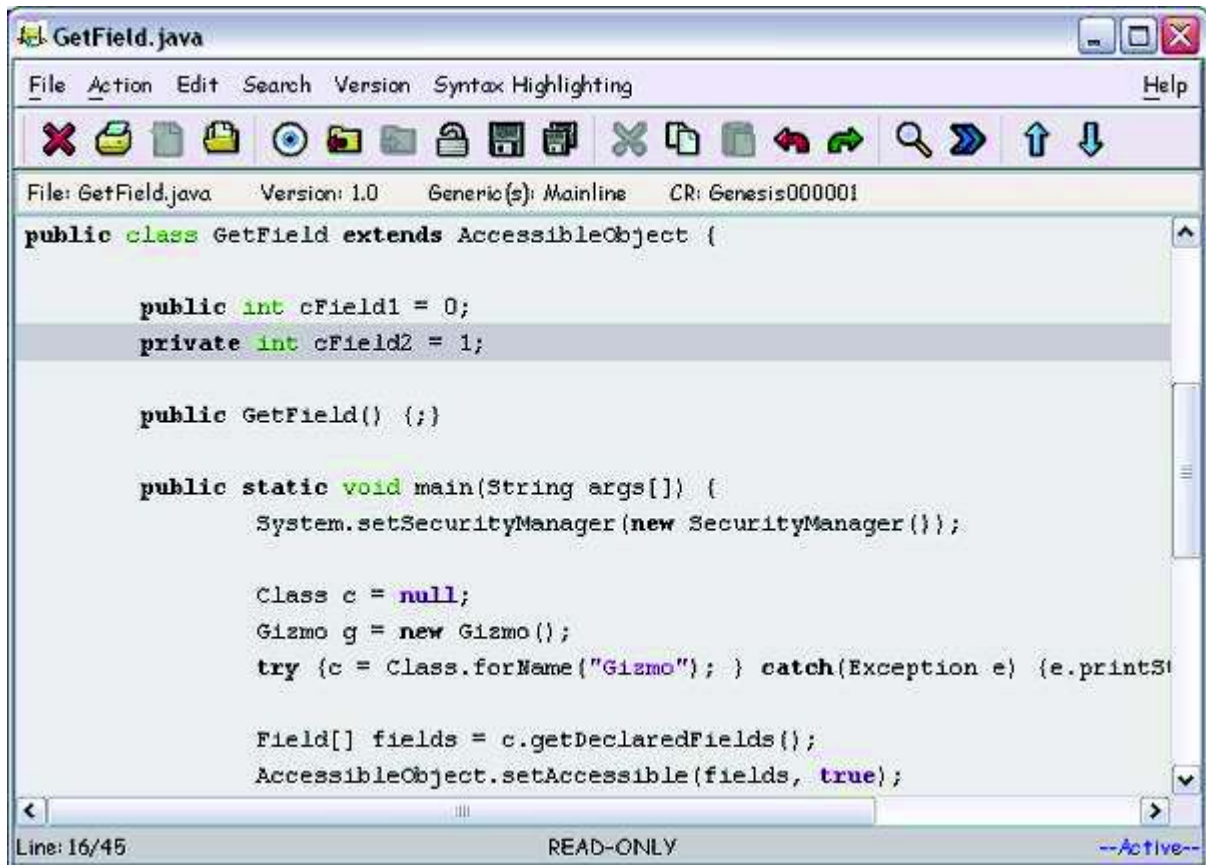 GetField.java
File Action Edit Search Version Syntax Highlighting Help
File: GetField.java Version: 1.0 Generic(s): Mainline CR: Genesis000001
public class GetField extends AccessibleObject {
public int cField1 = 0;
private int cField2 = 1;
public GetField() {;}
public static void main(String args[]) {
System.setSecurityManager(new SecurityManager());
Class c = null;
Gizmo g = new Gizmo();
try {c = Class.forName("Gizmo"); } catch(Exception e) {e.printSt
Field[] fields = c.getDeclaredFields();
AccessibleObject.setAccessible(fields, true);
Line: 16/45 READ-ONLY --Active--